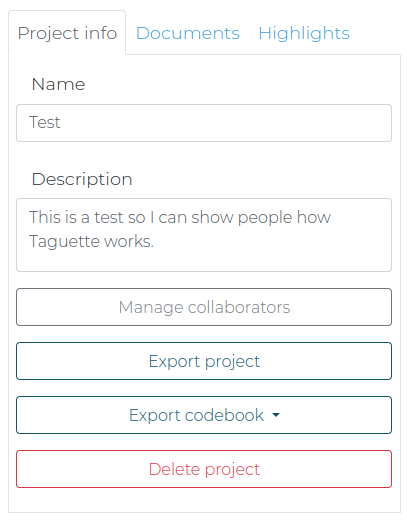 Project info Documents Highlights
Name
Test
Description
This is a test so I can show people how
Taguette works.
Manage collaborators
Export project
Export codebook
Delete project